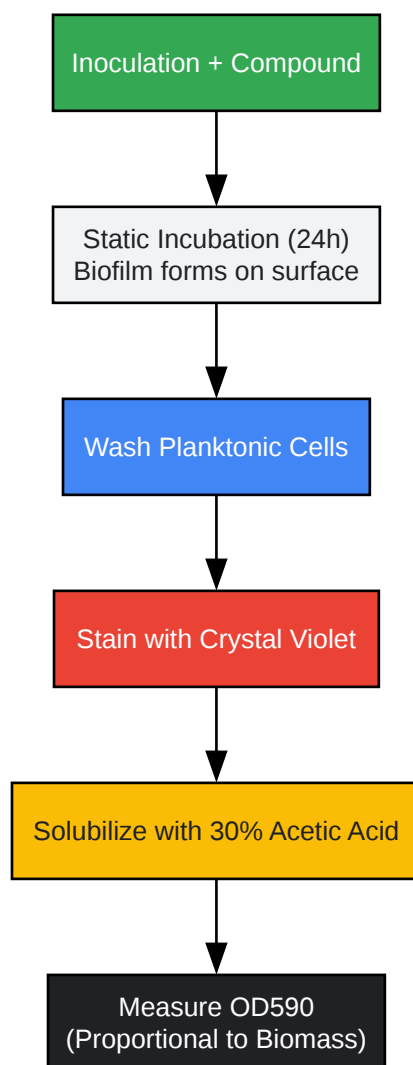 Inoculation + Compound
Static Incubation (24h)
Biofilm forms on surface
Wash Planktonic Cells
Stain with Crystal Violet
Solubilize with 30% Acetic Acid
Measure OD590
(Proportional to Biomass)